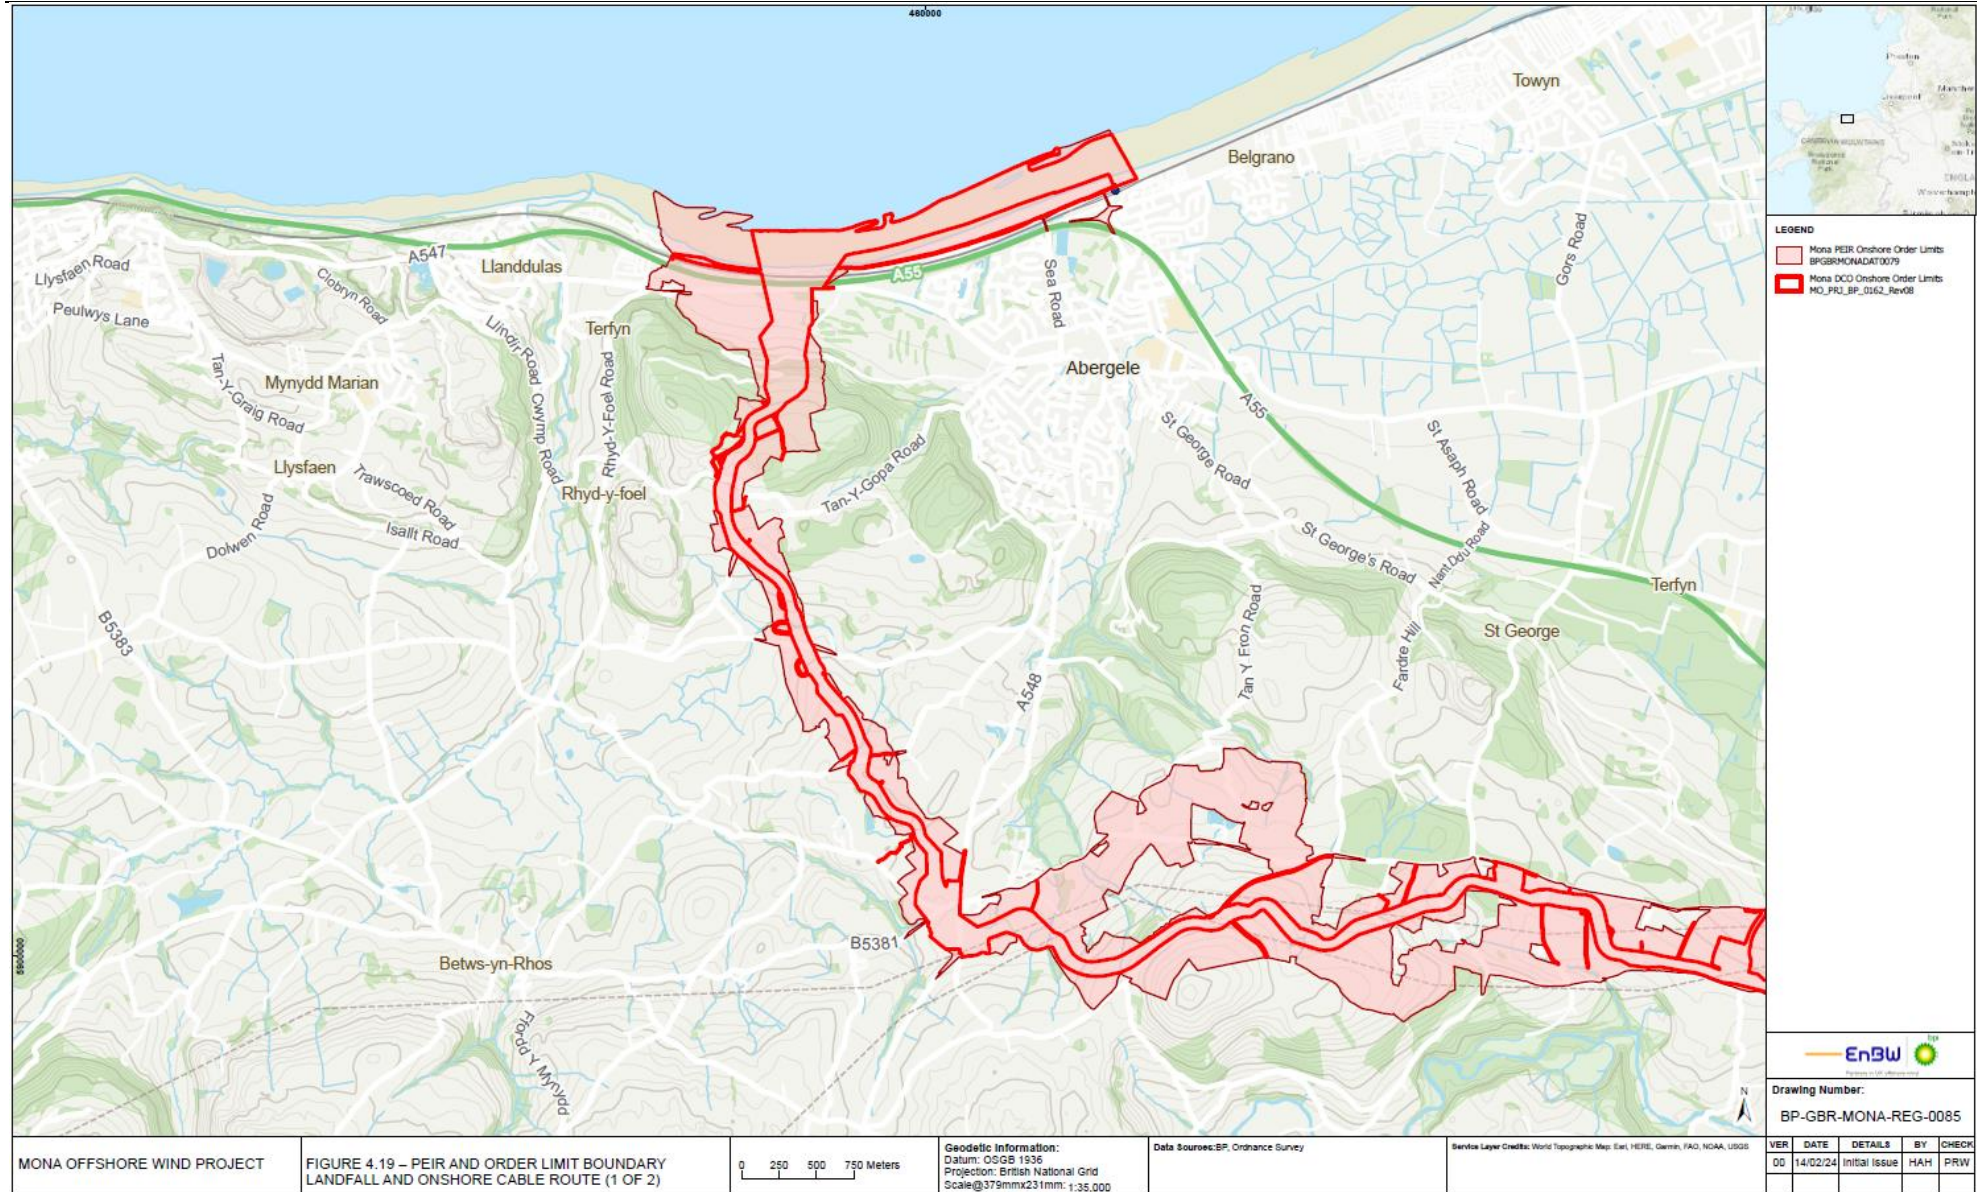 460000
Towyn
Belgrano
Gors Road
A547
Llanddulas
Llysfaen Road
Clobryn Road
A55
Sea Road
Peulwys Lane
Terfyn
Llindir Road
Abergele
Mynydd Marian
Tan-Y-Graig Road
Cwymp Road
Rhyd-Y-Foel Road
A55
St George Road
St Asaph Road
Llysfaen
Trawscoed Road
Rhyd-y-foel
Tan-Y-Gopa Road
Dolwen Road
Isallt Road
St George's Road
Nant Ddu Road
Terfyn
B5383
Tan Y Fron Road
Fardre Hill
St George
A548
B5381
Betws-yn-Rhos
Ffordd Y Mynydd
5900000
N
Preston
Liverpool
LEGEND
Mona PEIR Onshore Order Limits
BPGBRMONADAT0079
Mona DCO Onshore Order Limits
MO_PRJ_BP_0162_Rev08
EnBW
bp
Drawing Number:
BP-GBR-MONA-REG-0085
VER DATE DETAILS BY CHECK
00 14/02/24 Initial Issue HAH PRW
MONA OFFSHORE WIND PROJECT
FIGURE 4.19 – PEIR AND ORDER LIMIT BOUNDARY
LANDFALL AND ONSHORE CABLE ROUTE (1 OF 2)
0 250 500 750 Meters
Geodetic Information:
Datum: OSGB 1936
Projection: British National Grid
Scale@379mmx231mm: 1:35,000
Data Sources:BP, Ordnance Survey
Service Layer Credits: World Topographic Map: Esri, HERE, Garmin, FAO, NOAA, USGS